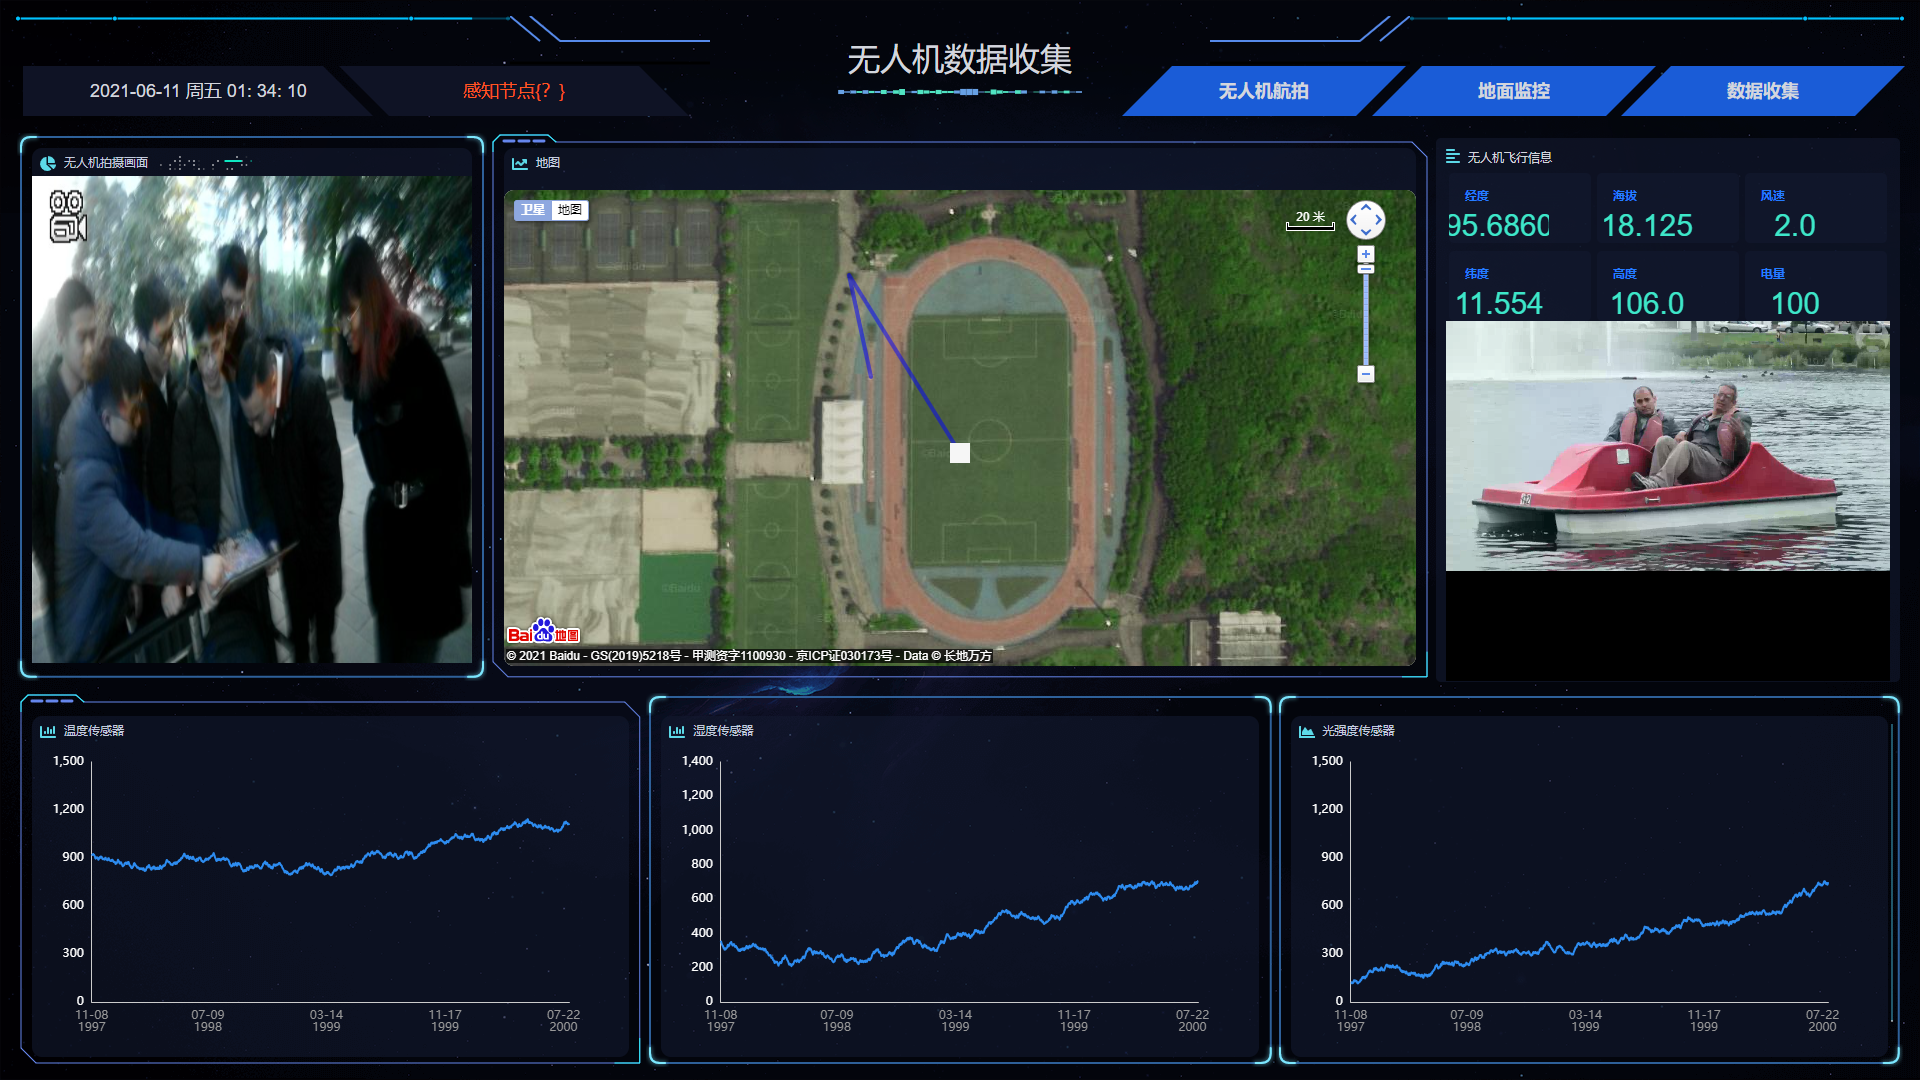 无人机数据收集
2021-06-11 周五 01: 34: 10
感知节点{? }
无人机航拍
地面监控
数据收集
无人机拍摄画面
地图
卫星 地图
20 米
Bai du 地图
© 2021 Baidu - GS(2019)5218号 - 甲测资字1100930 - 京ICP证030173号 - Data © 长地万方
©Baidu
无人机飞行信息
经度 海拔 风速
95.6860 18.125 2.0
纬度 高度 电量
11.554 106.0 100
温度传感器
1,500
1,200
900
600
300
0
11-08 07-09 03-14 11-17 07-22
1997 1998 1999 1999 2000
湿度传感器
1,400
1,200
1,000
800
600
400
200
0
11-08 07-09 03-14 11-17 07-22
1997 1998 1999 1999 2000
光强度传感器
1,500
1,200
900
600
300
0
11-08 07-09 03-14 11-17 07-22
1997 1998 1999 1999 2000